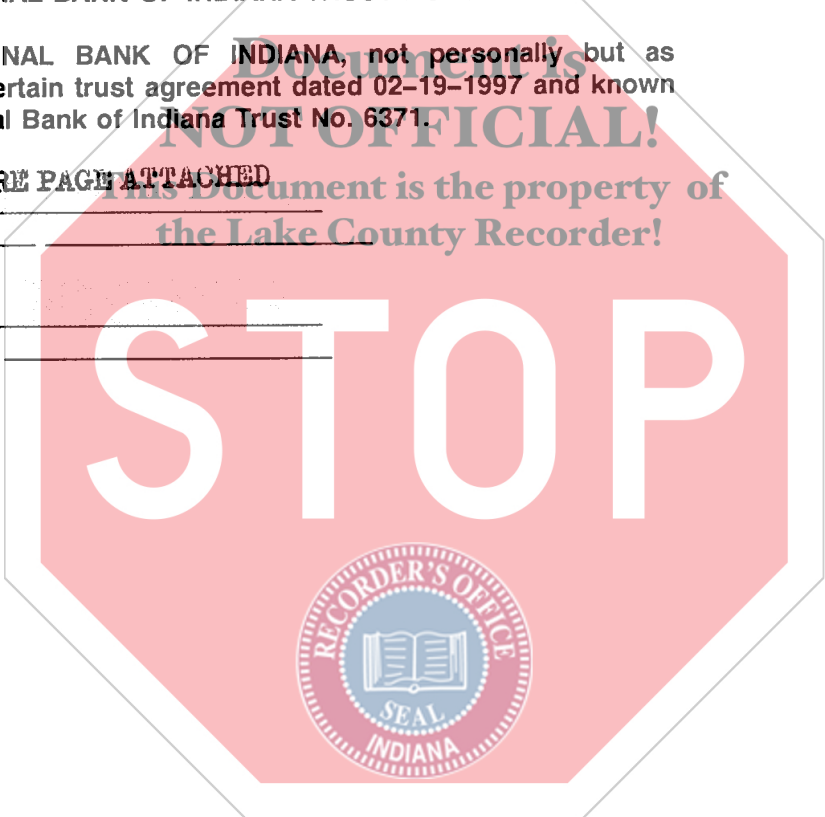 NAL BANK OF INDIANA, not personally but as
ertain trust agreement dated 02–19–1997 and known
l Bank of Indiana Trust No. 6371.
RE PAGE ATTACHED
Document is
NOT OFFICIAL!
This Document is the property of
the Lake County Recorder!
STOP
RECORDER'S OFFICE
SEAL
INDIANA